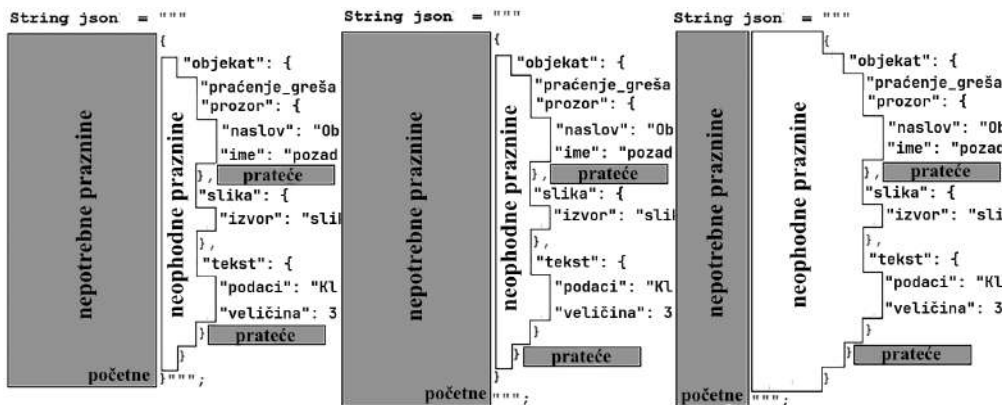 String json = """
{
"objekat": {
"praćenje_greša
"prozor": {
"naslov": "Ob
"ime": "pozad
prateće
},
"slika": {
"izvor": "slik
},
"tekst": {
"podaci": "Kl
"veličina": 3
prateće
}
}
}""";
nepotrebne praznine
neophodne praznine
početne
String json = """
{
"objekat": {
"praćenje_greša
"prozor": {
"naslov": "Ob
"ime": "pozad
prateće
},
"slika": {
"izvor": "slik
},
"tekst": {
"podaci": "Kl
"veličina": 3
}
prateće
}
}
""";
nepotrebne praznine
neophodne praznine
početne
String json = """
{
"objekat": {
"praćenje_greša
"prozor": {
"naslov": "Ob
"ime": "pozad
prateće
},
"slika": {
"izvor": "sli
},
"tekst": {
"podaci": "Kl
"veličina": 3
}
prateće
}
}
""";
nepotrebne praznine
neophodne praznine
početne